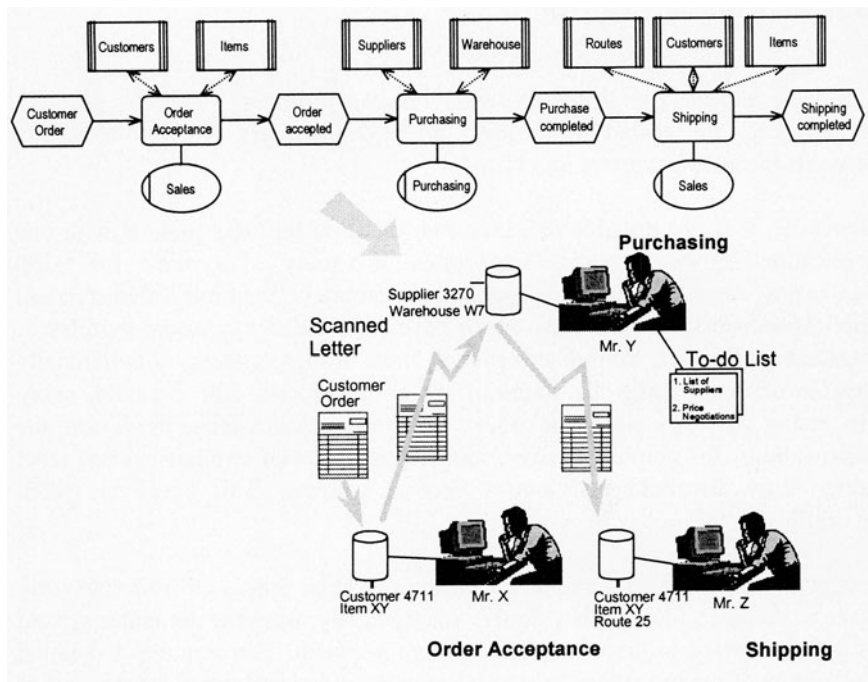 Customers
Items
Suppliers
Warehouse
Routes
Customers
Items
Customer
Order
Order
Acceptance
Order
accepted
Purchasing
Purchase
completed
Shipping
Shipping
completed
Sales
Purchasing
Sales
Purchasing
Supplier 3270
Warehouse W7
Mr. Y
Scanned
Letter
To-do List
1. List of
Suppliers
2. Price
Negotiations
Customer
Order
Customer 4711
Item XY
Mr. X
Customer 4711
Item XY
Route 25
Mr. Z
Order Acceptance
Shipping